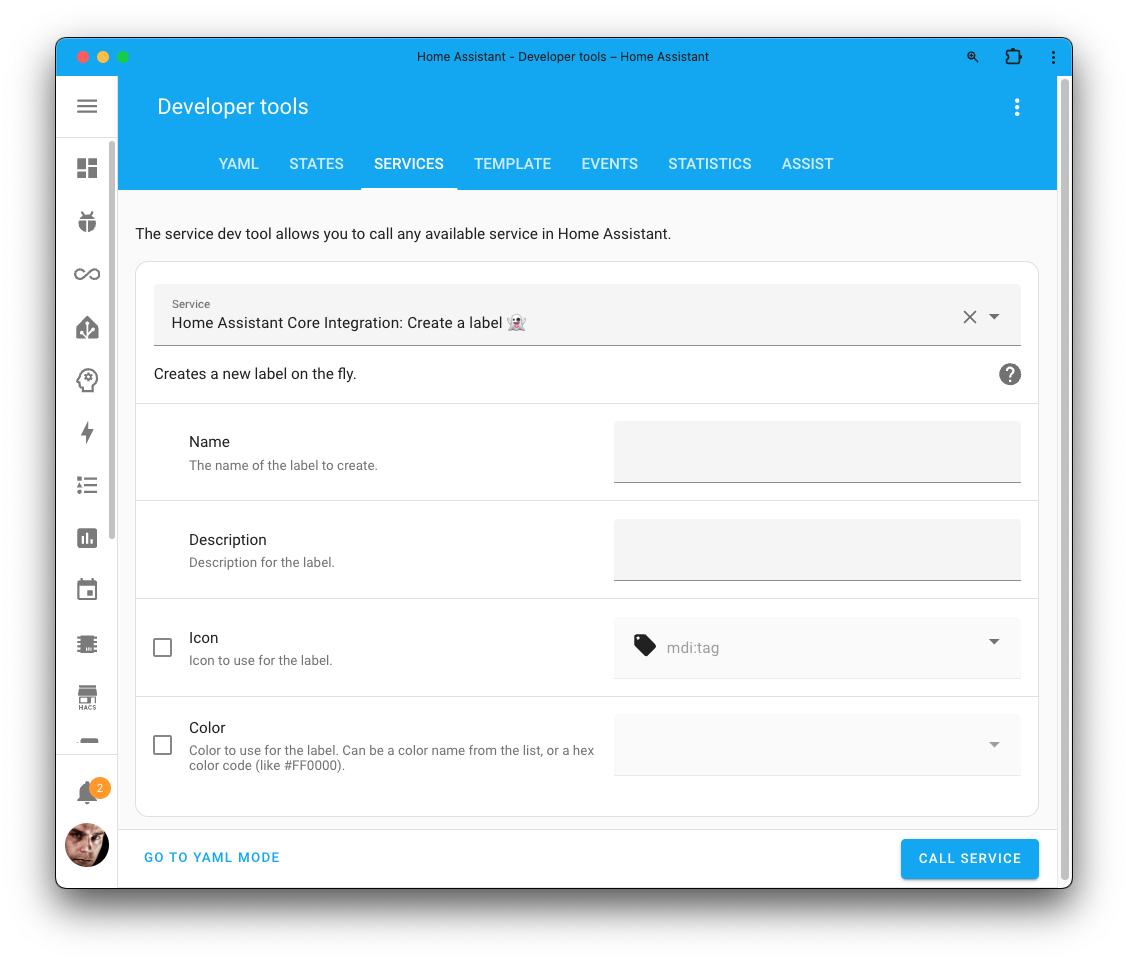 Home Assistant - Developer tools – Home Assistant
Developer tools
YAML STATES SERVICES TEMPLATE EVENTS STATISTICS ASSIST
The service dev tool allows you to call any available service in Home Assistant.
Service
Home Assistant Core Integration: Create a label 👻
Creates a new label on the fly.
Name
The name of the label to create.
Description
Description for the label.
Icon
Icon to use for the label.
mdi:tag
Color
Color to use for the label. Can be a color name from the list, or a hex
color code (like #FF0000).
HACS
2
GO TO YAML MODE
CALL SERVICE